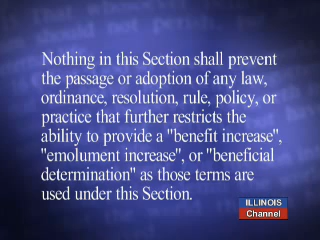 Nothing in this Section shall prevent
the passage or adoption of any law,
ordinance, resolution, rule, policy, or
practice that further restricts the
ability to provide a "benefit increase",
"emolument increase", or "beneficial
determination" as those terms are
used under this Section.
ILLINOIS
Channel